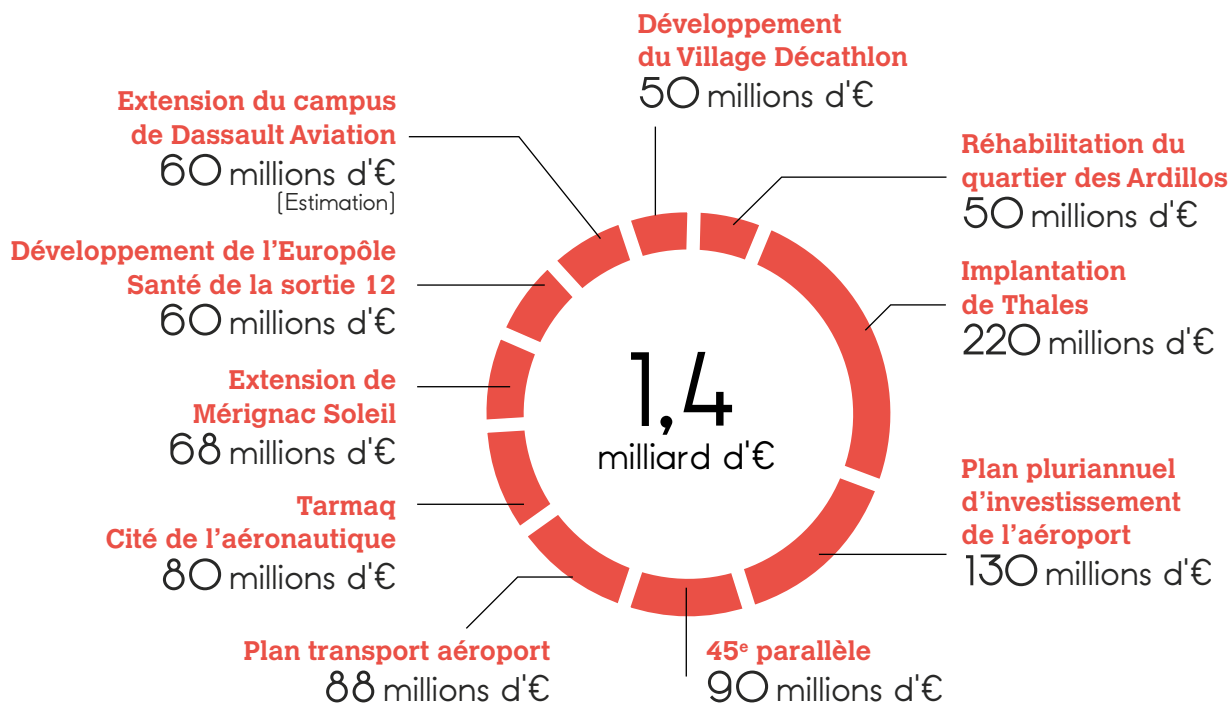 Développement
du Village Décathlon
50 millions d'€
Extension du campus
de Dassault Aviation
60 millions d'€
[Estimation]
Réhabilitation du
quartier des Ardillos
50 millions d'€
Développement de l'Europôle
Santé de la sortie 12
60 millions d'€
Implantation
de Thales
220 millions d'€
1,4
milliard d'€
Extension de
Mérignac Soleil
68 millions d'€
Plan pluriannuel
d'investissement
de l'aéroport
130 millions d'€
Tarmaq
Cité de l'aéronautique
80 millions d'€
Plan transport aéroport
88 millions d'€
45e parallèle
90 millions d'€